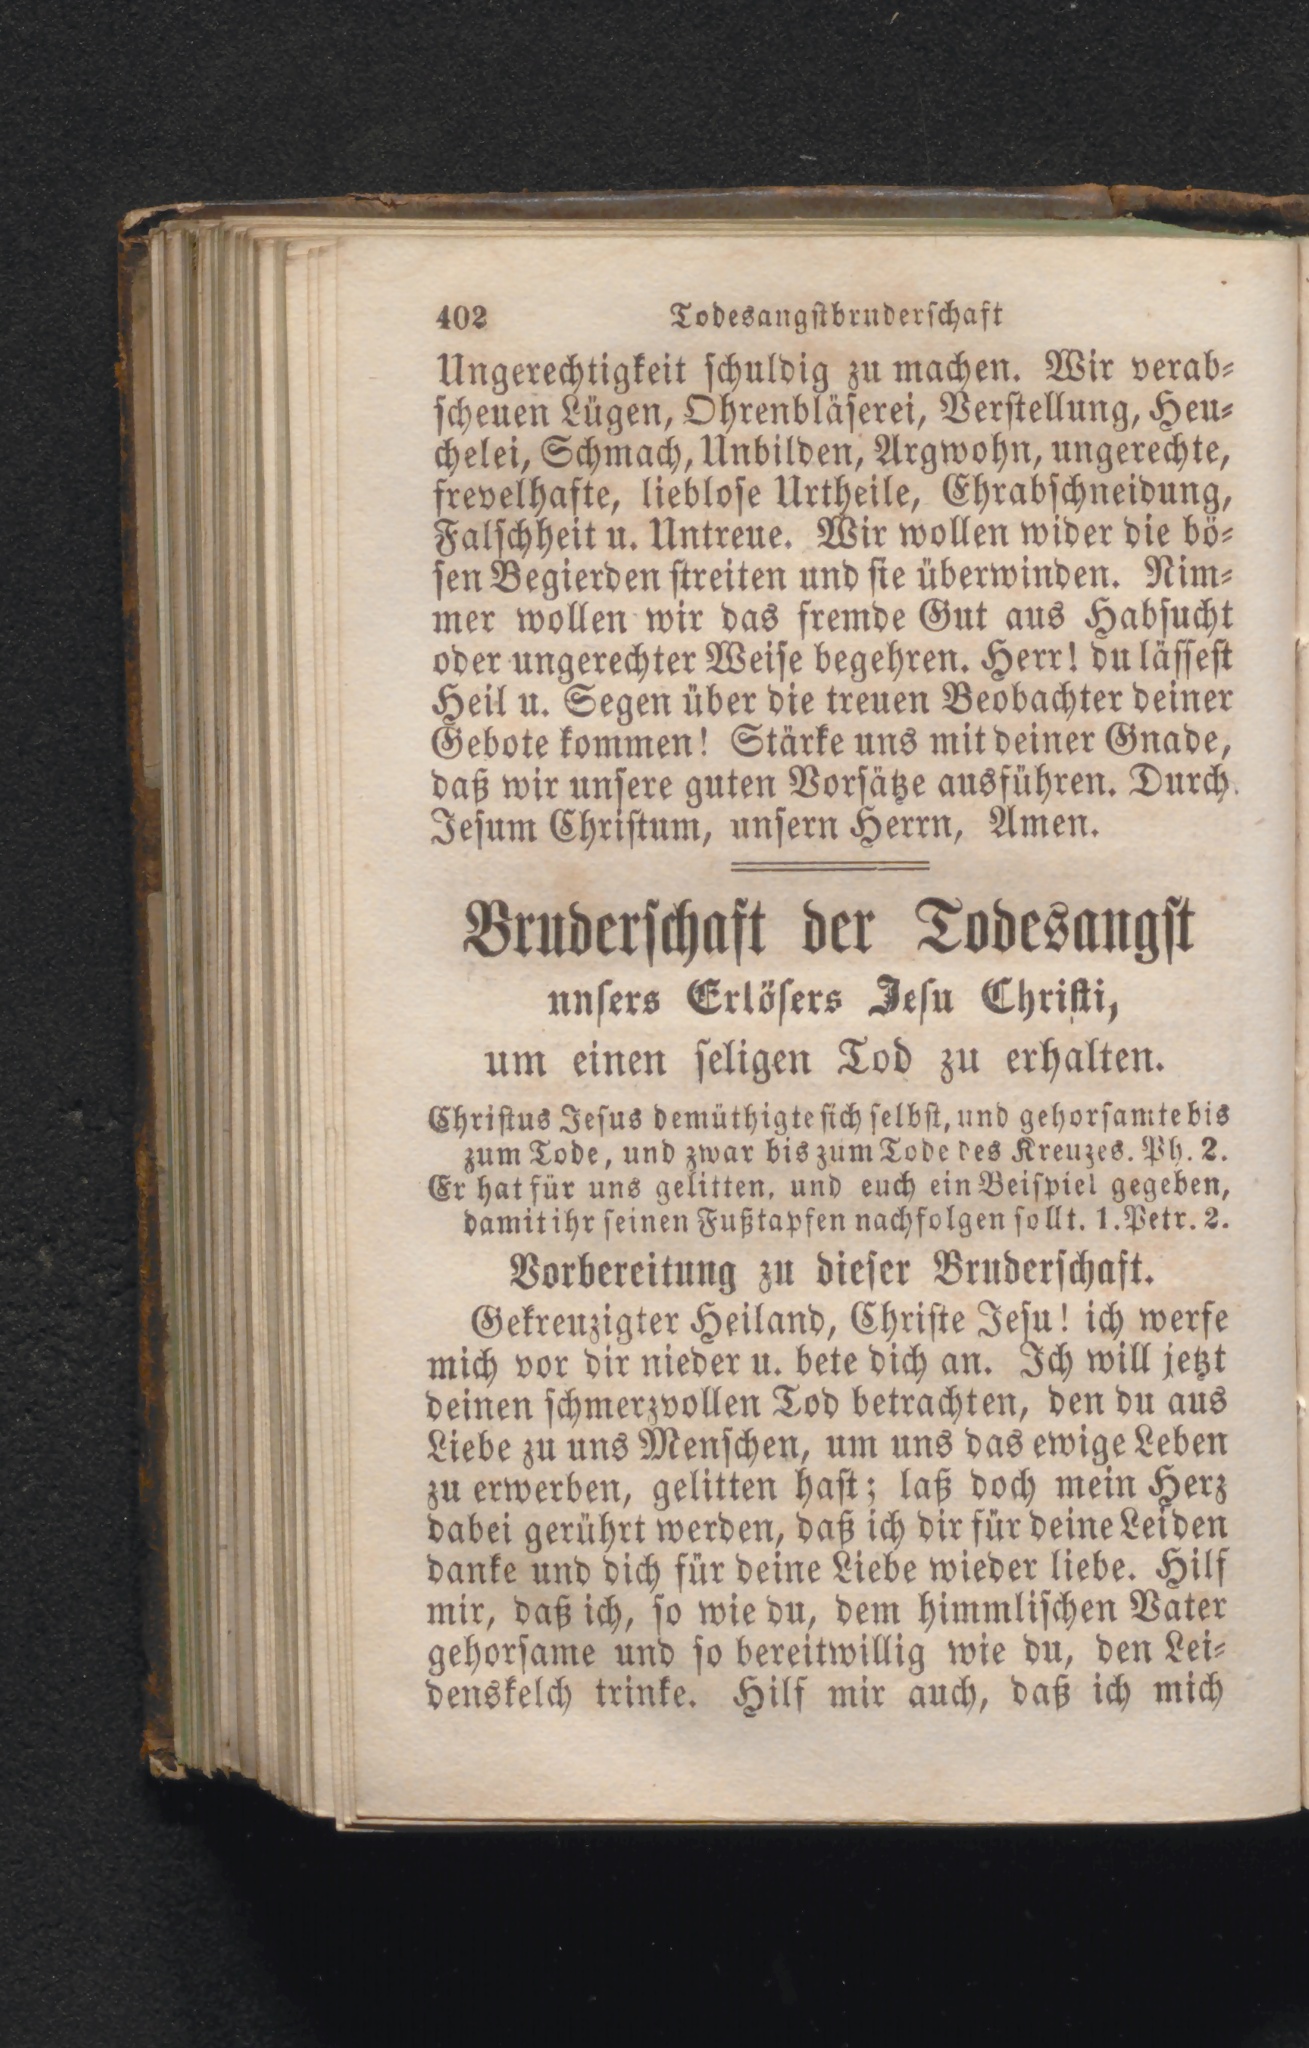 402 Todesangstbruderschaft
Ungerechtigkeit schuldig zu machen. Wir verab-
scheuen Lügen, Ohrenbläserei, Verstellung, Heu-
chelei, Schmach, Unbilden, Argwohn, ungerechte,
frevelhafte, lieblose Urtheile, Ehrabschneidung,
Falschheit u. Untreue. Wir wollen wider die bö-
sen Begierden streiten und sie überwinden. Nim-
mer wollen wir das fremde Gut aus Habsucht
oder ungerechter Weise begehren. Herr! du lässest
Heil u. Segen über die treuen Beobachter deiner
Gebote kommen! Stärke uns mit deiner Gnade,
daß wir unsere guten Vorsätze ausführen. Durch
Jesum Christum, unsern Herrn, Amen.
Bruderschaft der Todesangst
unsers Erlösers Jesu Christi,
um einen seligen Tod zu erhalten.
Christus Jesus demüthigte sich selbst, und gehorsamte bis
zum Tode, und zwar bis zum Tode des Kreuzes. Ph. 2.
Er hat für uns gelitten, und euch ein Beispiel gegeben,
damit ihr seinen Fußtapfen nachfolgen sollt. 1. Petr. 2.
Vorbereitung zu dieser Bruderschaft.
Gekreuzigter Heiland, Christe Jesu! ich werfe
mich vor dir nieder u. bete dich an. Ich will jetzt
deinen schmerzvollen Tod betrachten, den du aus
Liebe zu uns Menschen, um uns das ewige Leben
zu erwerben, gelitten hast; laß doch mein Herz
dabei gerührt werden, daß ich dir für deine Leiden
danke und dich für deine Liebe wieder liebe. Hilf
mir, daß ich, so wie du, dem himmlischen Vater
gehorsame und so bereitwillig wie du, den Lei-
denskelch trinke. Hilf mir auch, daß ich mich